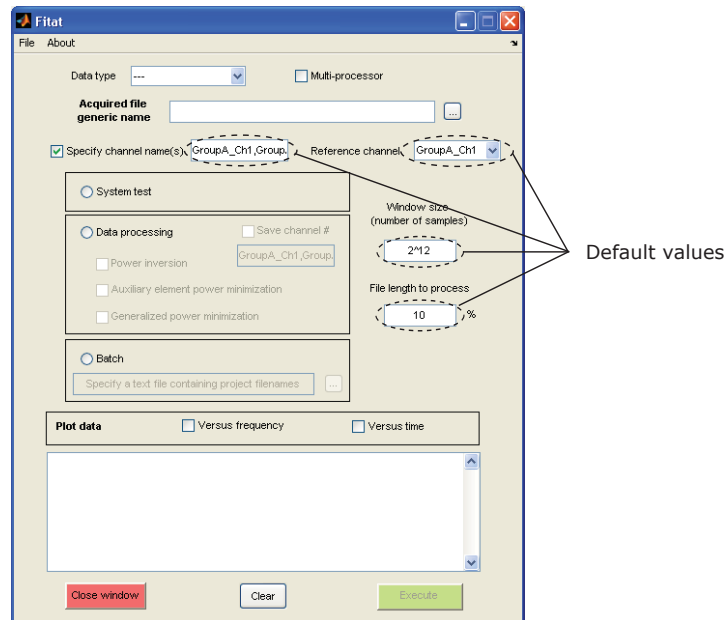 Fitat
File About
Data type --- Multi-processor
Acquired file
generic name ...
Specify channel name(s) GroupA_Ch1,Group. Reference channel GroupA_Ch1
System test
Window size
(number of samples)
Data processing Save channel #
2^12
Default values
Power inversion GroupA_Ch1,Group.
Auxiliary element power minimization
File length to process
Generalized power minimization
10 %
Batch
Specify a text file containing project filenames ...
Plot data Versus frequency Versus time
Close window Clear Execute